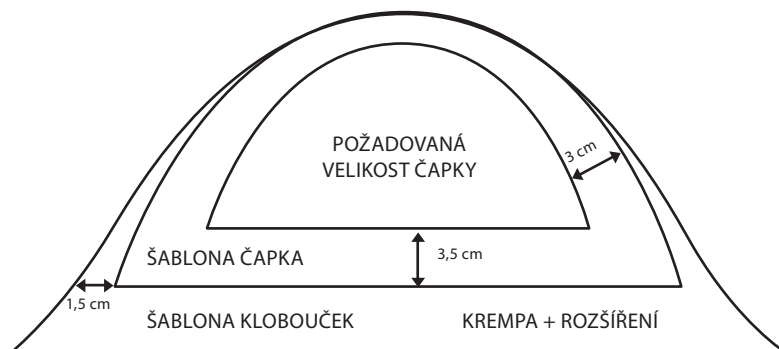 POŽADOVANÁ
VELIKOST ČAPKY
3 cm
ŠABLONA ČAPKA
3,5 cm
1,5 cm
ŠABLONA KLOBOUČEK
KREMPA + ROZŠÍŘENÍ